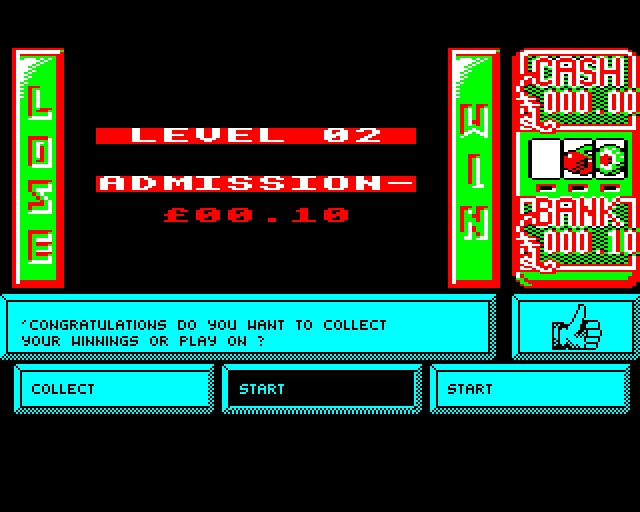 LOSE
LEVEL 02
ADMISSION-
£00.10
WIN
CASH
000 00
BANK
000.10
'CONGRATULATIONS DO YOU WANT TO COLLECT
YOUR WINNINGS OR PLAY ON ?
COLLECT
START
START